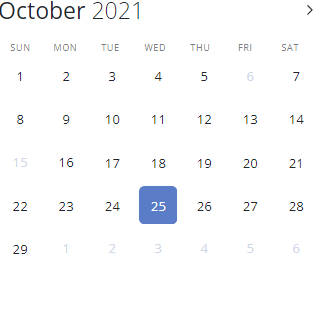 October 2021
SUN MON TUE WED THU FRI SAT
1 2 3 4 5 6 7
8 9 10 11 12 13 14
15 16 17 18 19 20 21
22 23 24 25 26 27 28
29 1 2 3 4 5 6